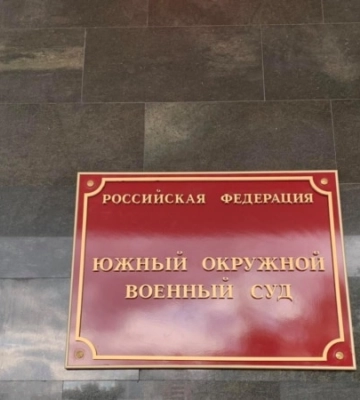 РОССИЙСКАЯ ФЕДЕРАЦИЯ
ЮЖНЫЙ ОКРУЖНОЙ
ВОЕННЫЙ СУД